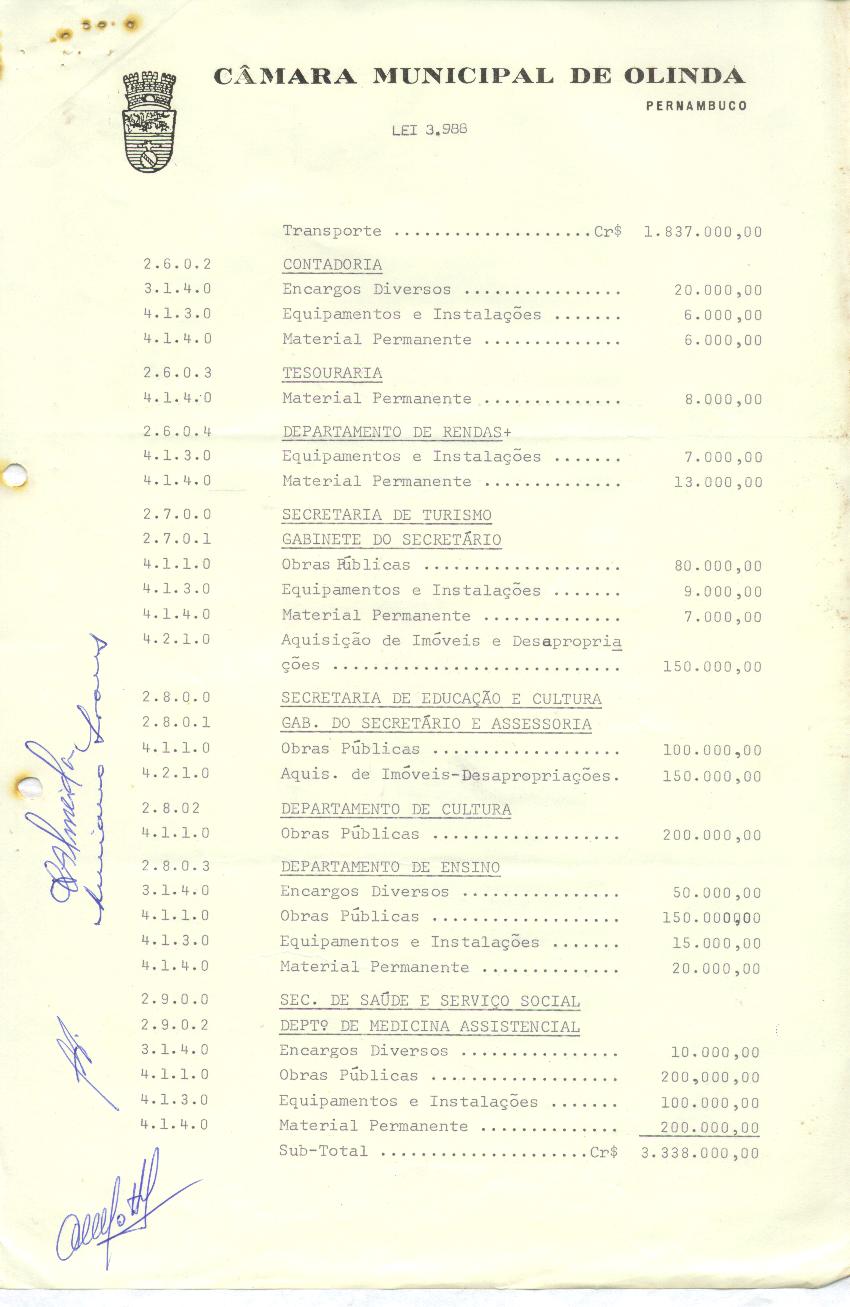 CÂMARA MUNICIPAL DE OLINDA
PERNAMBUCO
LEI 3.988
Transporte ....................Cr$ 1.837.000,00
2.6.0.2 CONTADORIA
3.1.4.0 Encargos Diversos ................ 20.000,00
4.1.3.0 Equipamentos e Instalações ....... 6.000,00
4.1.4.0 Material Permanente .............. 6.000,00
2.6.0.3 TESOURARIA
4.1.4.0 Material Permanente .............. 8.000,00
2.6.0.4 DEPARTAMENTO DE RENDAS+
4.1.3.0 Equipamentos e Instalações ....... 7.000,00
4.1.4.0 Material Permanente .............. 13.000,00
2.7.0.0 SECRETARIA DE TURISMO
2.7.0.1 GABINETE DO SECRETÁRIO
4.1.1.0 Obras Públicas .................... 80.000,00
4.1.3.0 Equipamentos e Instalações ....... 9.000,00
4.1.4.0 Material Permanente .............. 7.000,00
4.2.1.0 Aquisição de Imóveis e Desapropria
ções ............................. 150.000,00
2.8.0.0 SECRETARIA DE EDUCAÇÃO E CULTURA
2.8.0.1 GAB. DO SECRETÁRIO E ASSESSORIA
4.1.1.0 Obras Públicas ................... 100.000,00
4.2.1.0 Aquis. de Imóveis-Desapropriações. 150.000,00
2.8.02 DEPARTAMENTO DE CULTURA
4.1.1.0 Obras Públicas ................... 200.000,00
2.8.0.3 DEPARTAMENTO DE ENSINO
3.1.4.0 Encargos Diversos ................ 50.000,00
4.1.1.0 Obras Públicas ................... 150.000,00
4.1.3.0 Equipamentos e Instalações ....... 15.000,00
4.1.4.0 Material Permanente .............. 20.000,00
2.9.0.0 SEC. DE SAÚDE E SERVIÇO SOCIAL
2.9.0.2 DEPTº DE MEDICINA ASSISTENCIAL
3.1.4.0 Encargos Diversos ................ 10.000,00
4.1.1.0 Obras Públicas ................... 200,000,00
4.1.3.0 Equipamentos e Instalações ....... 100.000,00
4.1.4.0 Material Permanente .............. 200.000,00
Sub-Total .....................Cr$ 3.338.000,00